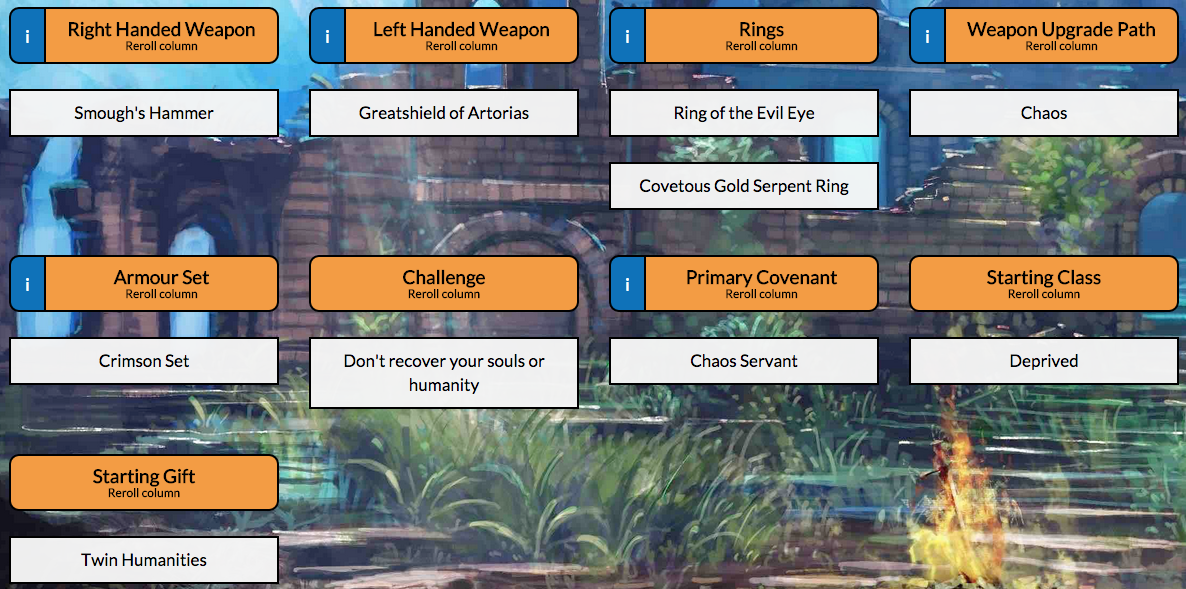 i
Right Handed Weapon
Reroll column
i
Left Handed Weapon
Reroll column
i
Rings
Reroll column
i
Weapon Upgrade Path
Reroll column
Smough's Hammer
Greatshield of Artorias
Ring of the Evil Eye
Chaos
Covetous Gold Serpent Ring
i
Armour Set
Reroll column
Challenge
Reroll column
i
Primary Covenant
Reroll column
Starting Class
Reroll column
Crimson Set
Don't recover your souls or
humanity
Chaos Servant
Deprived
Starting Gift
Reroll column
Twin Humanities